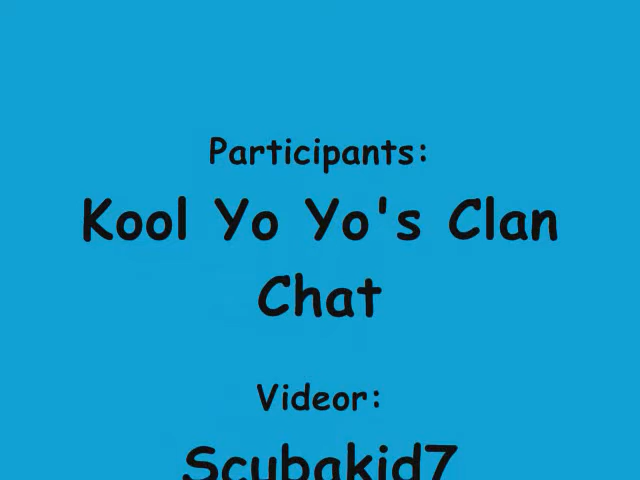 Participants:
Kool Yo Yo's Clan
Chat
Videor:
Scubakid7